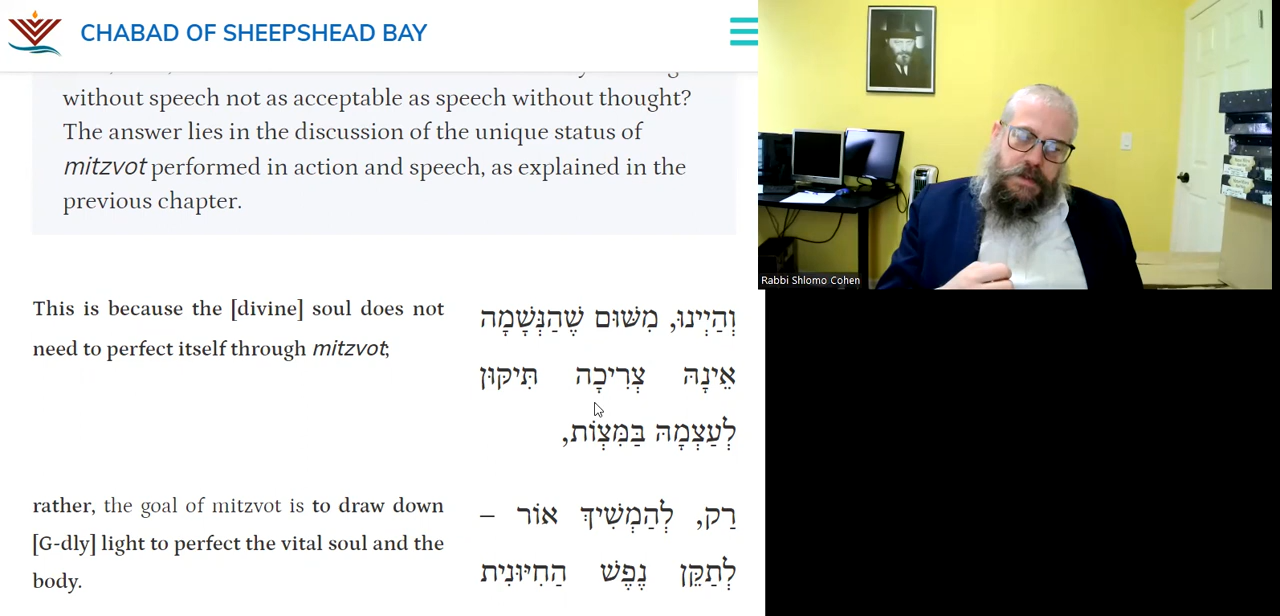 CHABAD OF SHEEPSHEAD BAY
without speech not as acceptable as speech without thought?
The answer lies in the discussion of the unique status of
mitzvot performed in action and speech, as explained in the
previous chapter.
This is because the [divine] soul does not
need to perfect itself through mitzvot;
וְהַיְינוּ, מִשּׁוּם שֶׁהַנְּשָׁמָה
אֵינָהּ צְרִיכָה תִּיקּוּן
לְעַצְמָהּ בַּמִּצְוֹת,
rather, the goal of mitzvot is to draw down
[G-dly] light to perfect the vital soul and the
body.
רַק, לְהַמְשִׁיךְ אוֹר –
לְתַקֵּן נֶפֶשׁ הַחִיּוּנִית
Rabbi Shlomo Cohen